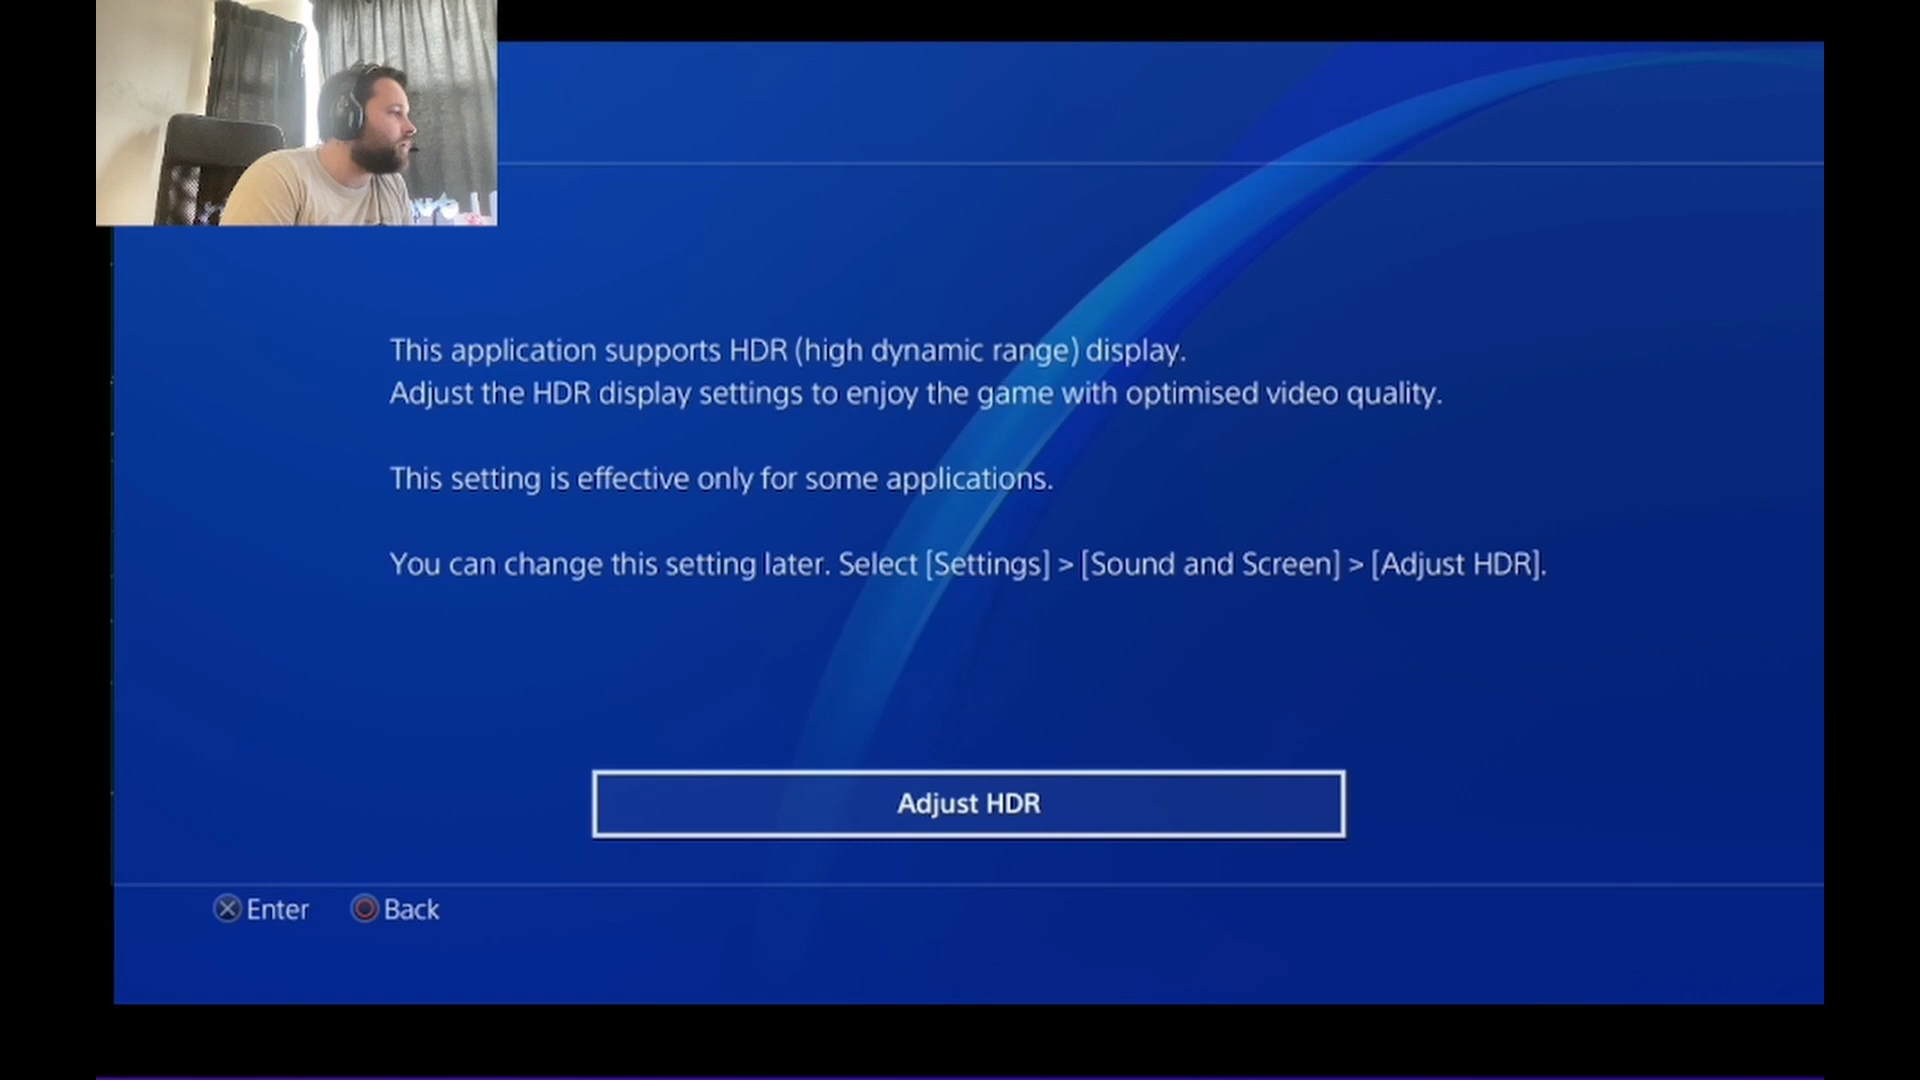 This application supports HDR (high dynamic range) display.
Adjust the HDR display settings to enjoy the game with optimised video quality.
This setting is effective only for some applications.
You can change this setting later. Select [Settings] > [Sound and Screen] > [Adjust HDR].
Adjust HDR
Enter
Back